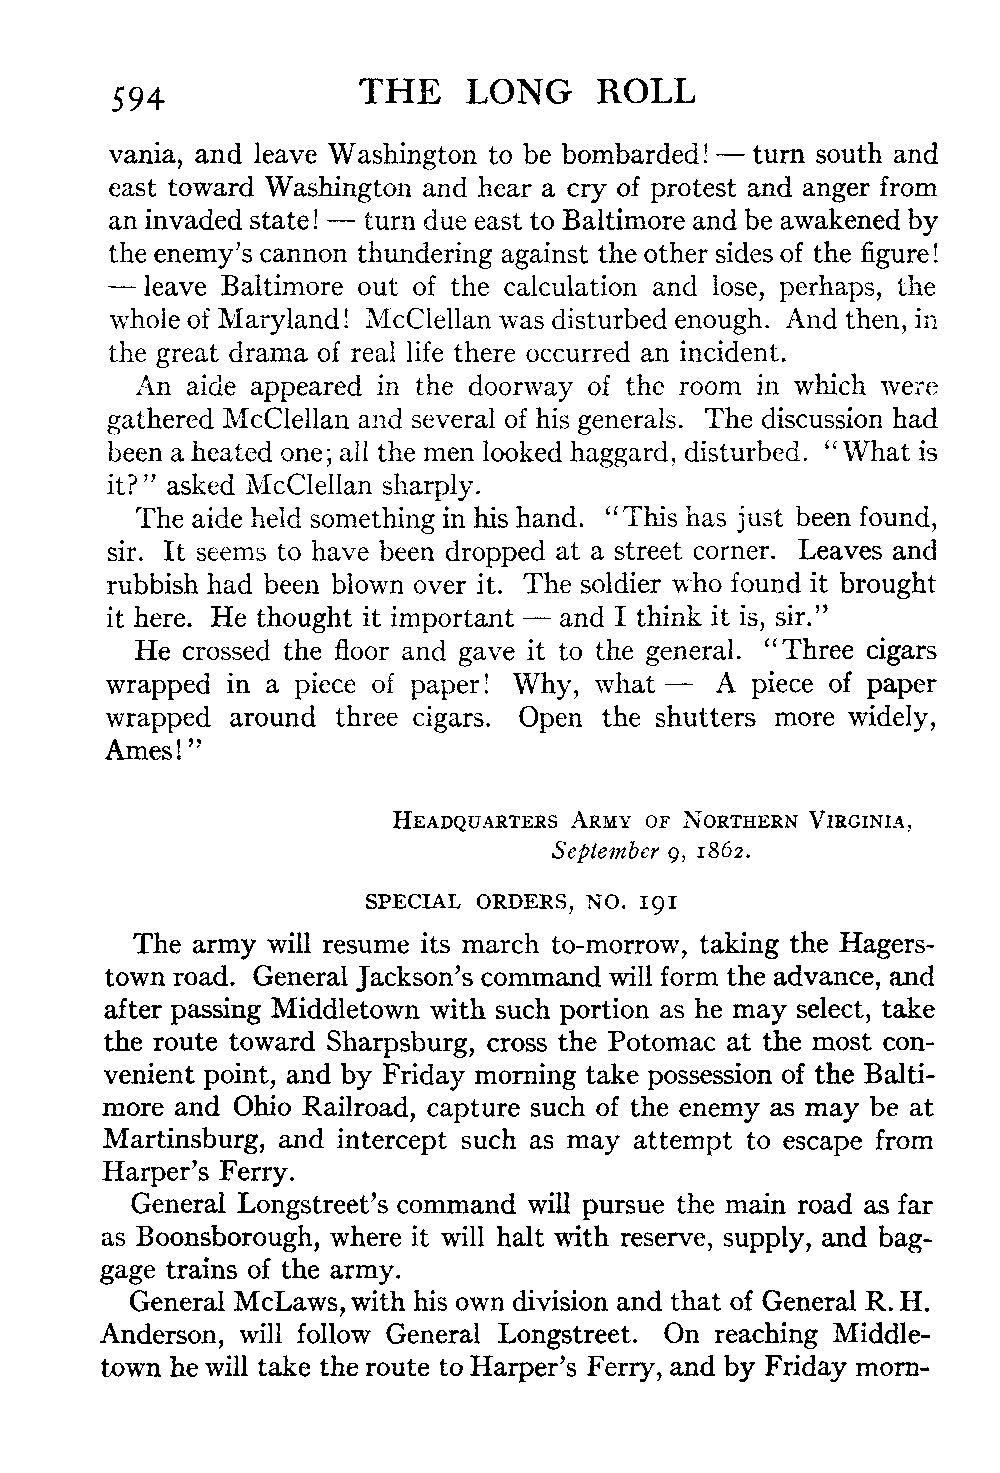 594 THE LONG ROLL
vania, and leave Washington to be bombarded! — turn south and
east toward Washington and hear a cry of protest and anger from
an invaded state! — turn due east to Baltimore and be awakened by
the enemy's cannon thundering against the other sides of the figure!
— leave Baltimore out of the calculation and lose, perhaps, the
whole of Maryland! McClellan was disturbed enough. And then, in
the great drama of real life there occurred an incident.
An aide appeared in the doorway of the room in which were
gathered McClellan and several of his generals. The discussion had
been a heated one; all the men looked haggard, disturbed. "What is
it?" asked McClellan sharply.
The aide held something in his hand. "This has just been found,
sir. It seems to have been dropped at a street corner. Leaves and
rubbish had been blown over it. The soldier who found it brought
it here. He thought it important — and I think it is, sir."
He crossed the floor and gave it to the general. "Three cigars
wrapped in a piece of paper! Why, what — A piece of paper
wrapped around three cigars. Open the shutters more widely,
Ames!"
HEADQUARTERS ARMY OF NORTHERN VIRGINIA,
September 9, 1862.
SPECIAL ORDERS, NO. 191
The army will resume its march to-morrow, taking the Hagers-
town road. General Jackson's command will form the advance, and
after passing Middletown with such portion as he may select, take
the route toward Sharpsburg, cross the Potomac at the most con-
venient point, and by Friday morning take possession of the Balti-
more and Ohio Railroad, capture such of the enemy as may be at
Martinsburg, and intercept such as may attempt to escape from
Harper's Ferry.
General Longstreet's command will pursue the main road as far
as Boonsborough, where it will halt with reserve, supply, and bag-
gage trains of the army.
General McLaws, with his own division and that of General R. H.
Anderson, will follow General Longstreet. On reaching Middle-
town he will take the route to Harper's Ferry, and by Friday morn-